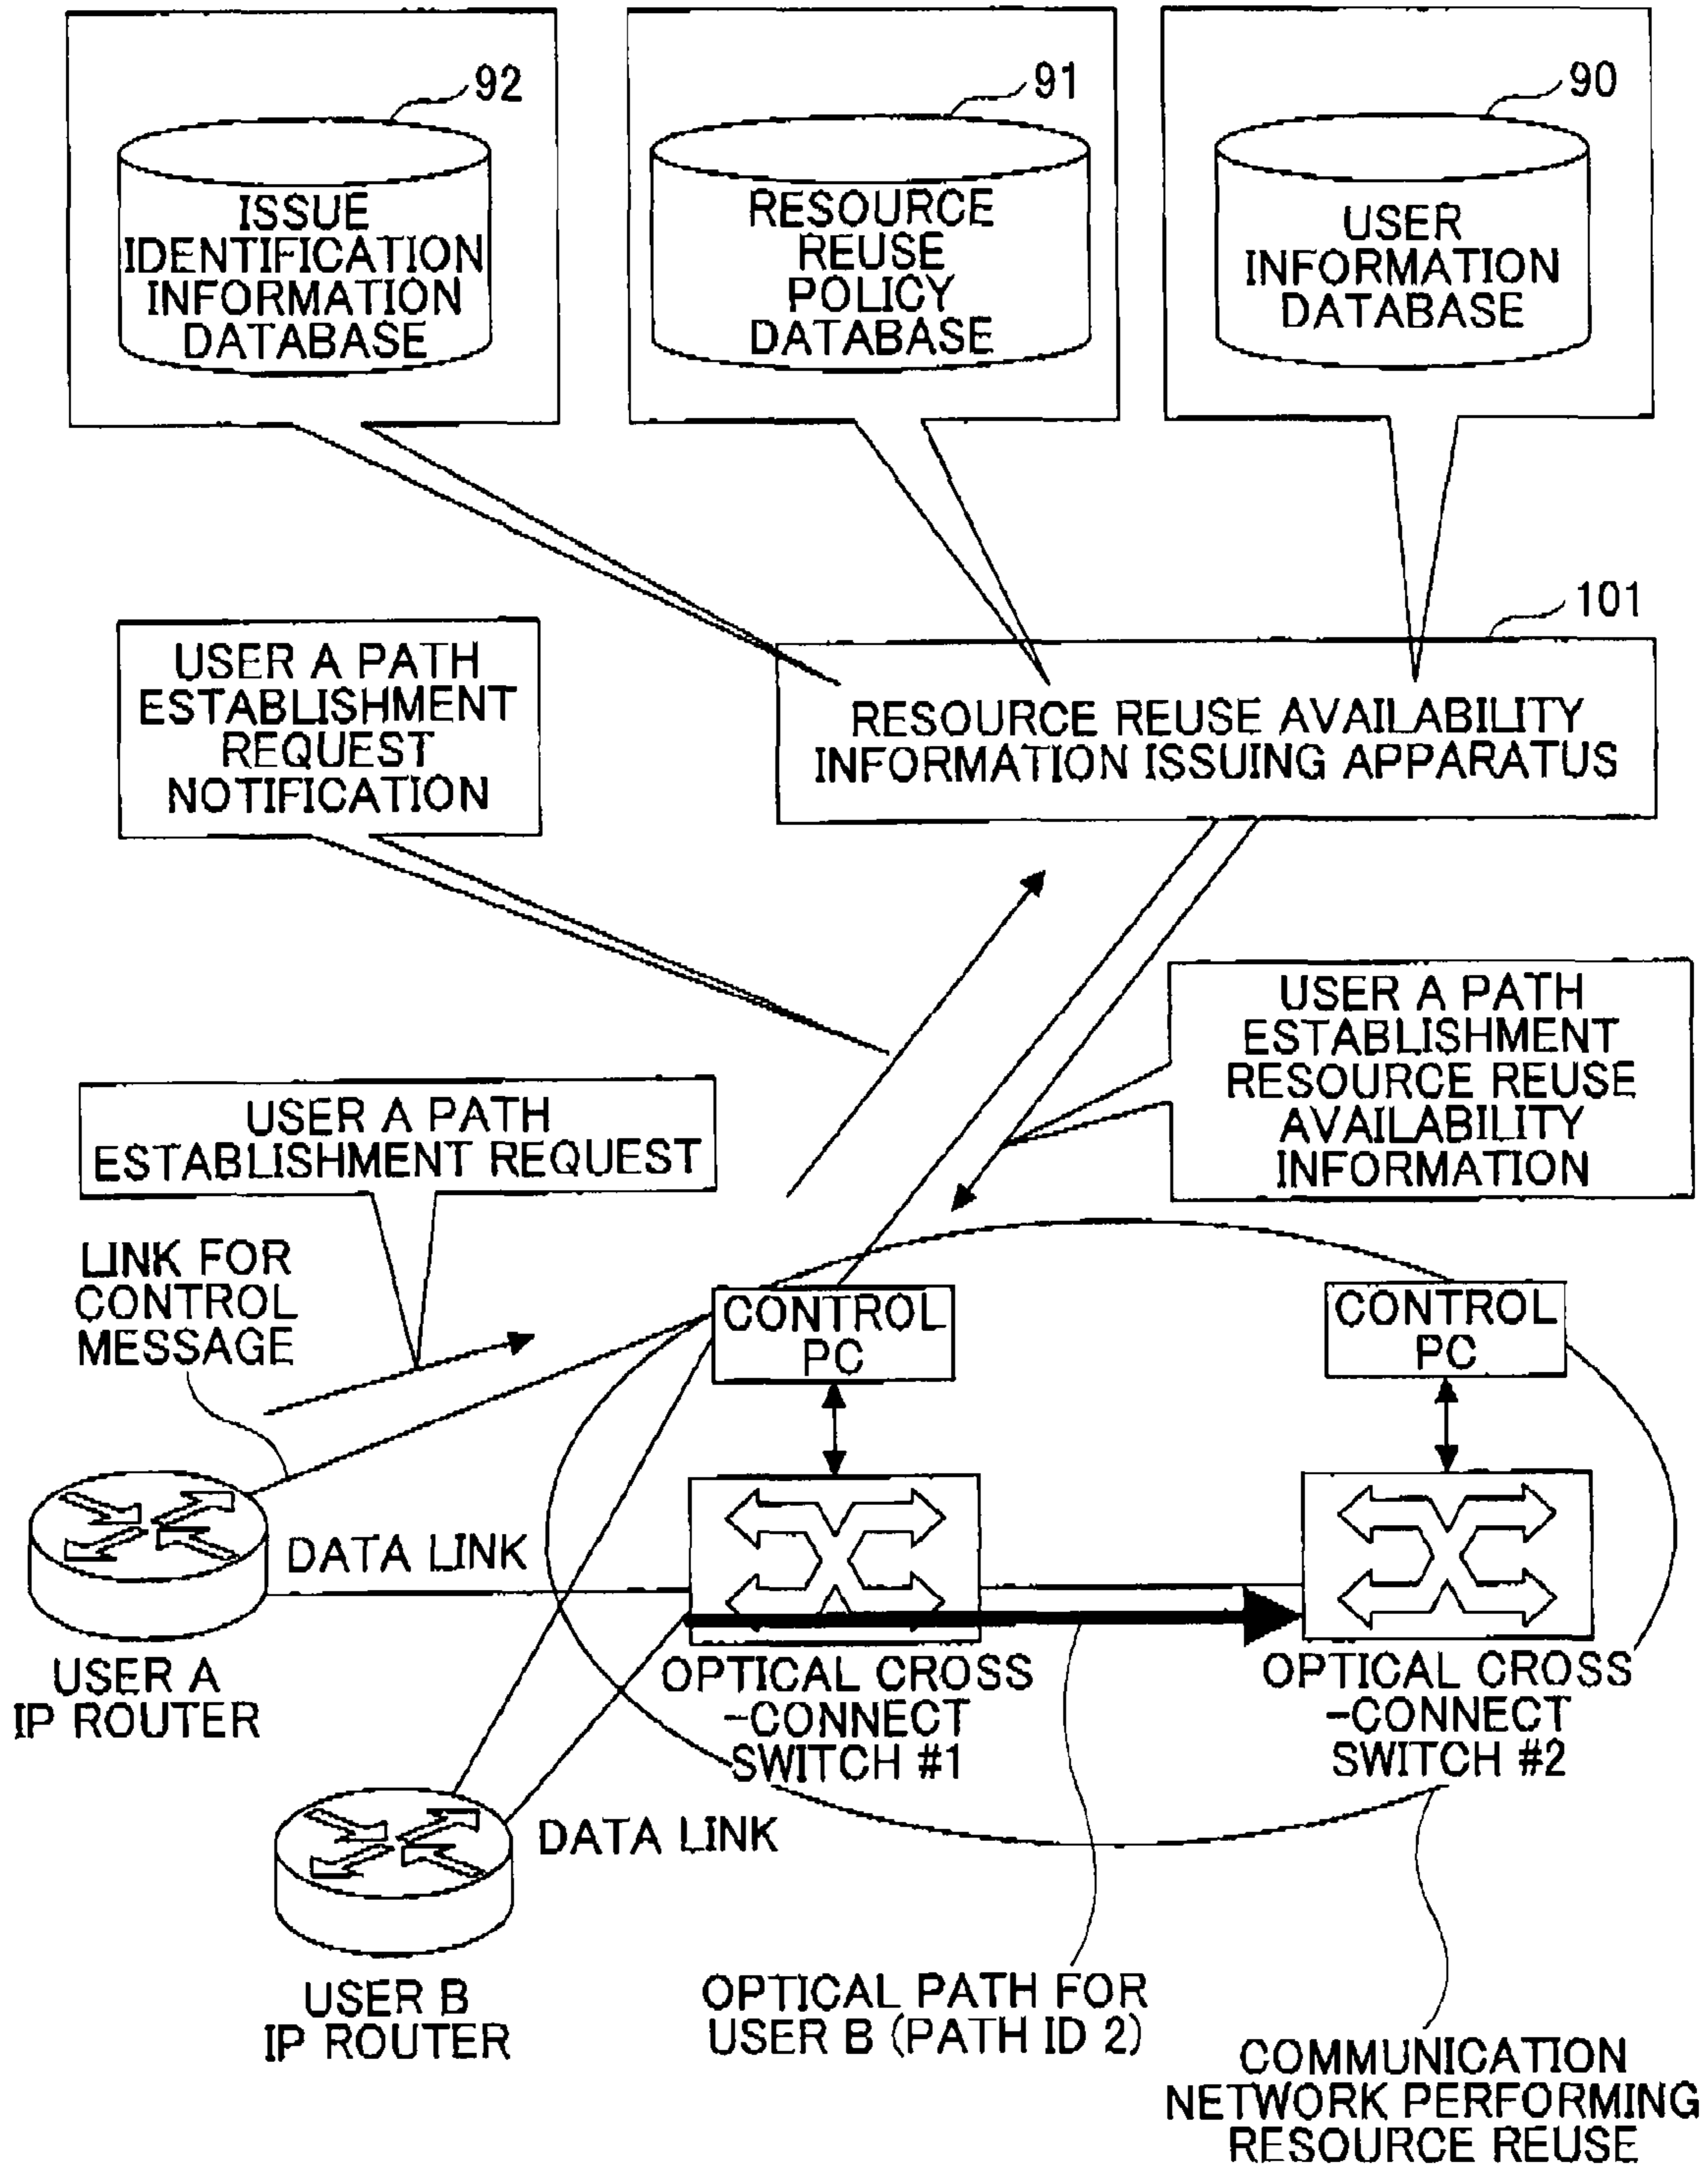 92
ISSUE
IDENTIFICATION
INFORMATION
DATABASE
91
RESOURCE
REUSE
POLICY
DATABASE
90
USER
INFORMATION
DATABASE
101
RESOURCE REUSE AVAILABILITY
INFORMATION ISSUING APPARATUS
USER A PATH
ESTABLISHMENT
REQUEST
NOTIFICATION
USER A PATH
ESTABLISHMENT
RESOURCE REUSE
AVAILABILITY
INFORMATION
USER A PATH
ESTABLISHMENT REQUEST
LINK FOR
CONTROL
MESSAGE
CONTROL
PC
CONTROL
PC
DATA LINK
USER A
IP ROUTER
OPTICAL CROSS
-CONNECT
SWITCH #1
OPTICAL CROSS
-CONNECT
SWITCH #2
DATA LINK
USER B
IP ROUTER
OPTICAL PATH FOR
USER B (PATH ID 2)
COMMUNICATION
NETWORK PERFORMING
RESOURCE REUSE